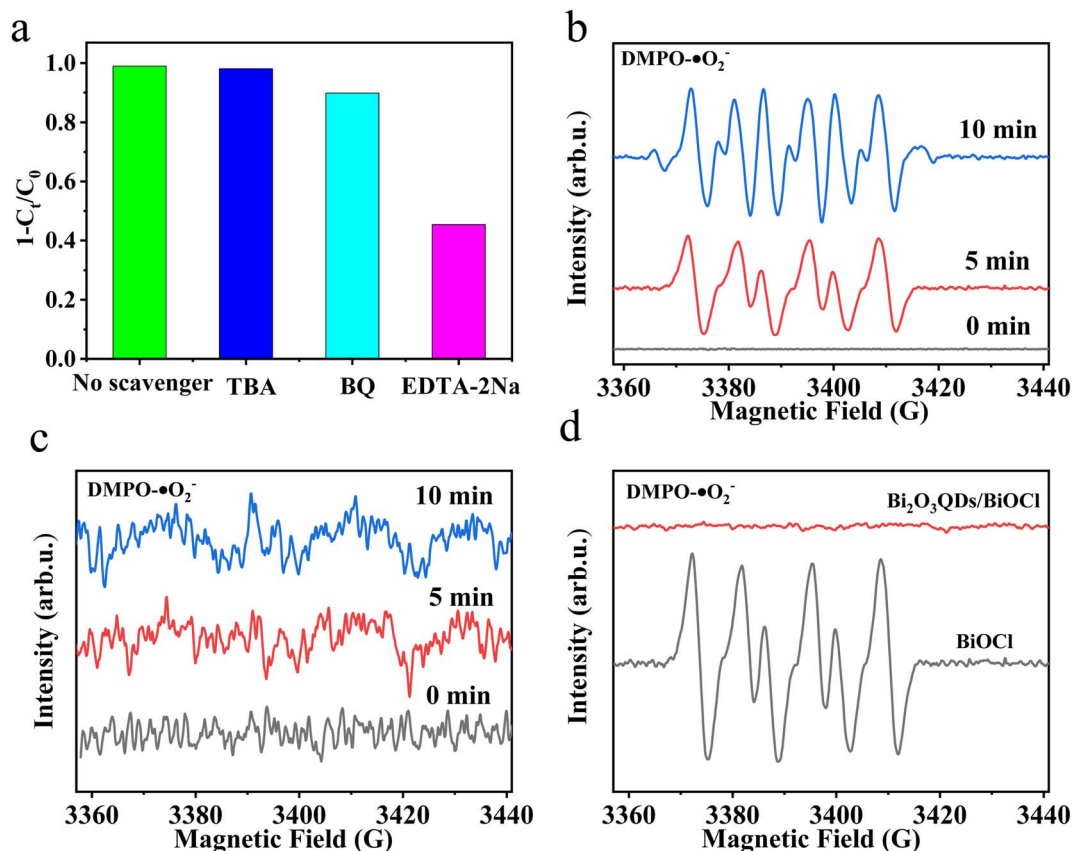 a
1-Cₜ/C₀
1.0
0.8
0.6
0.4
0.2
0.0
No scavenger TBA BQ EDTA-2Na
b
DMPO-•O₂⁻
10 min
5 min
0 min
Intensity (arb.u.)
3360 3380 3400 3420 3440
Magnetic Field (G)
c
DMPO-•O₂⁻
10 min
5 min
0 min
Intensity (arb.u.)
3360 3380 3400 3420 3440
Magnetic Field (G)
d
DMPO-•O₂⁻
Bi₂O₃QDs/BiOCl
BiOCl
Intensity (arb.u.)
3360 3380 3400 3420 3440
Magnetic Field (G)